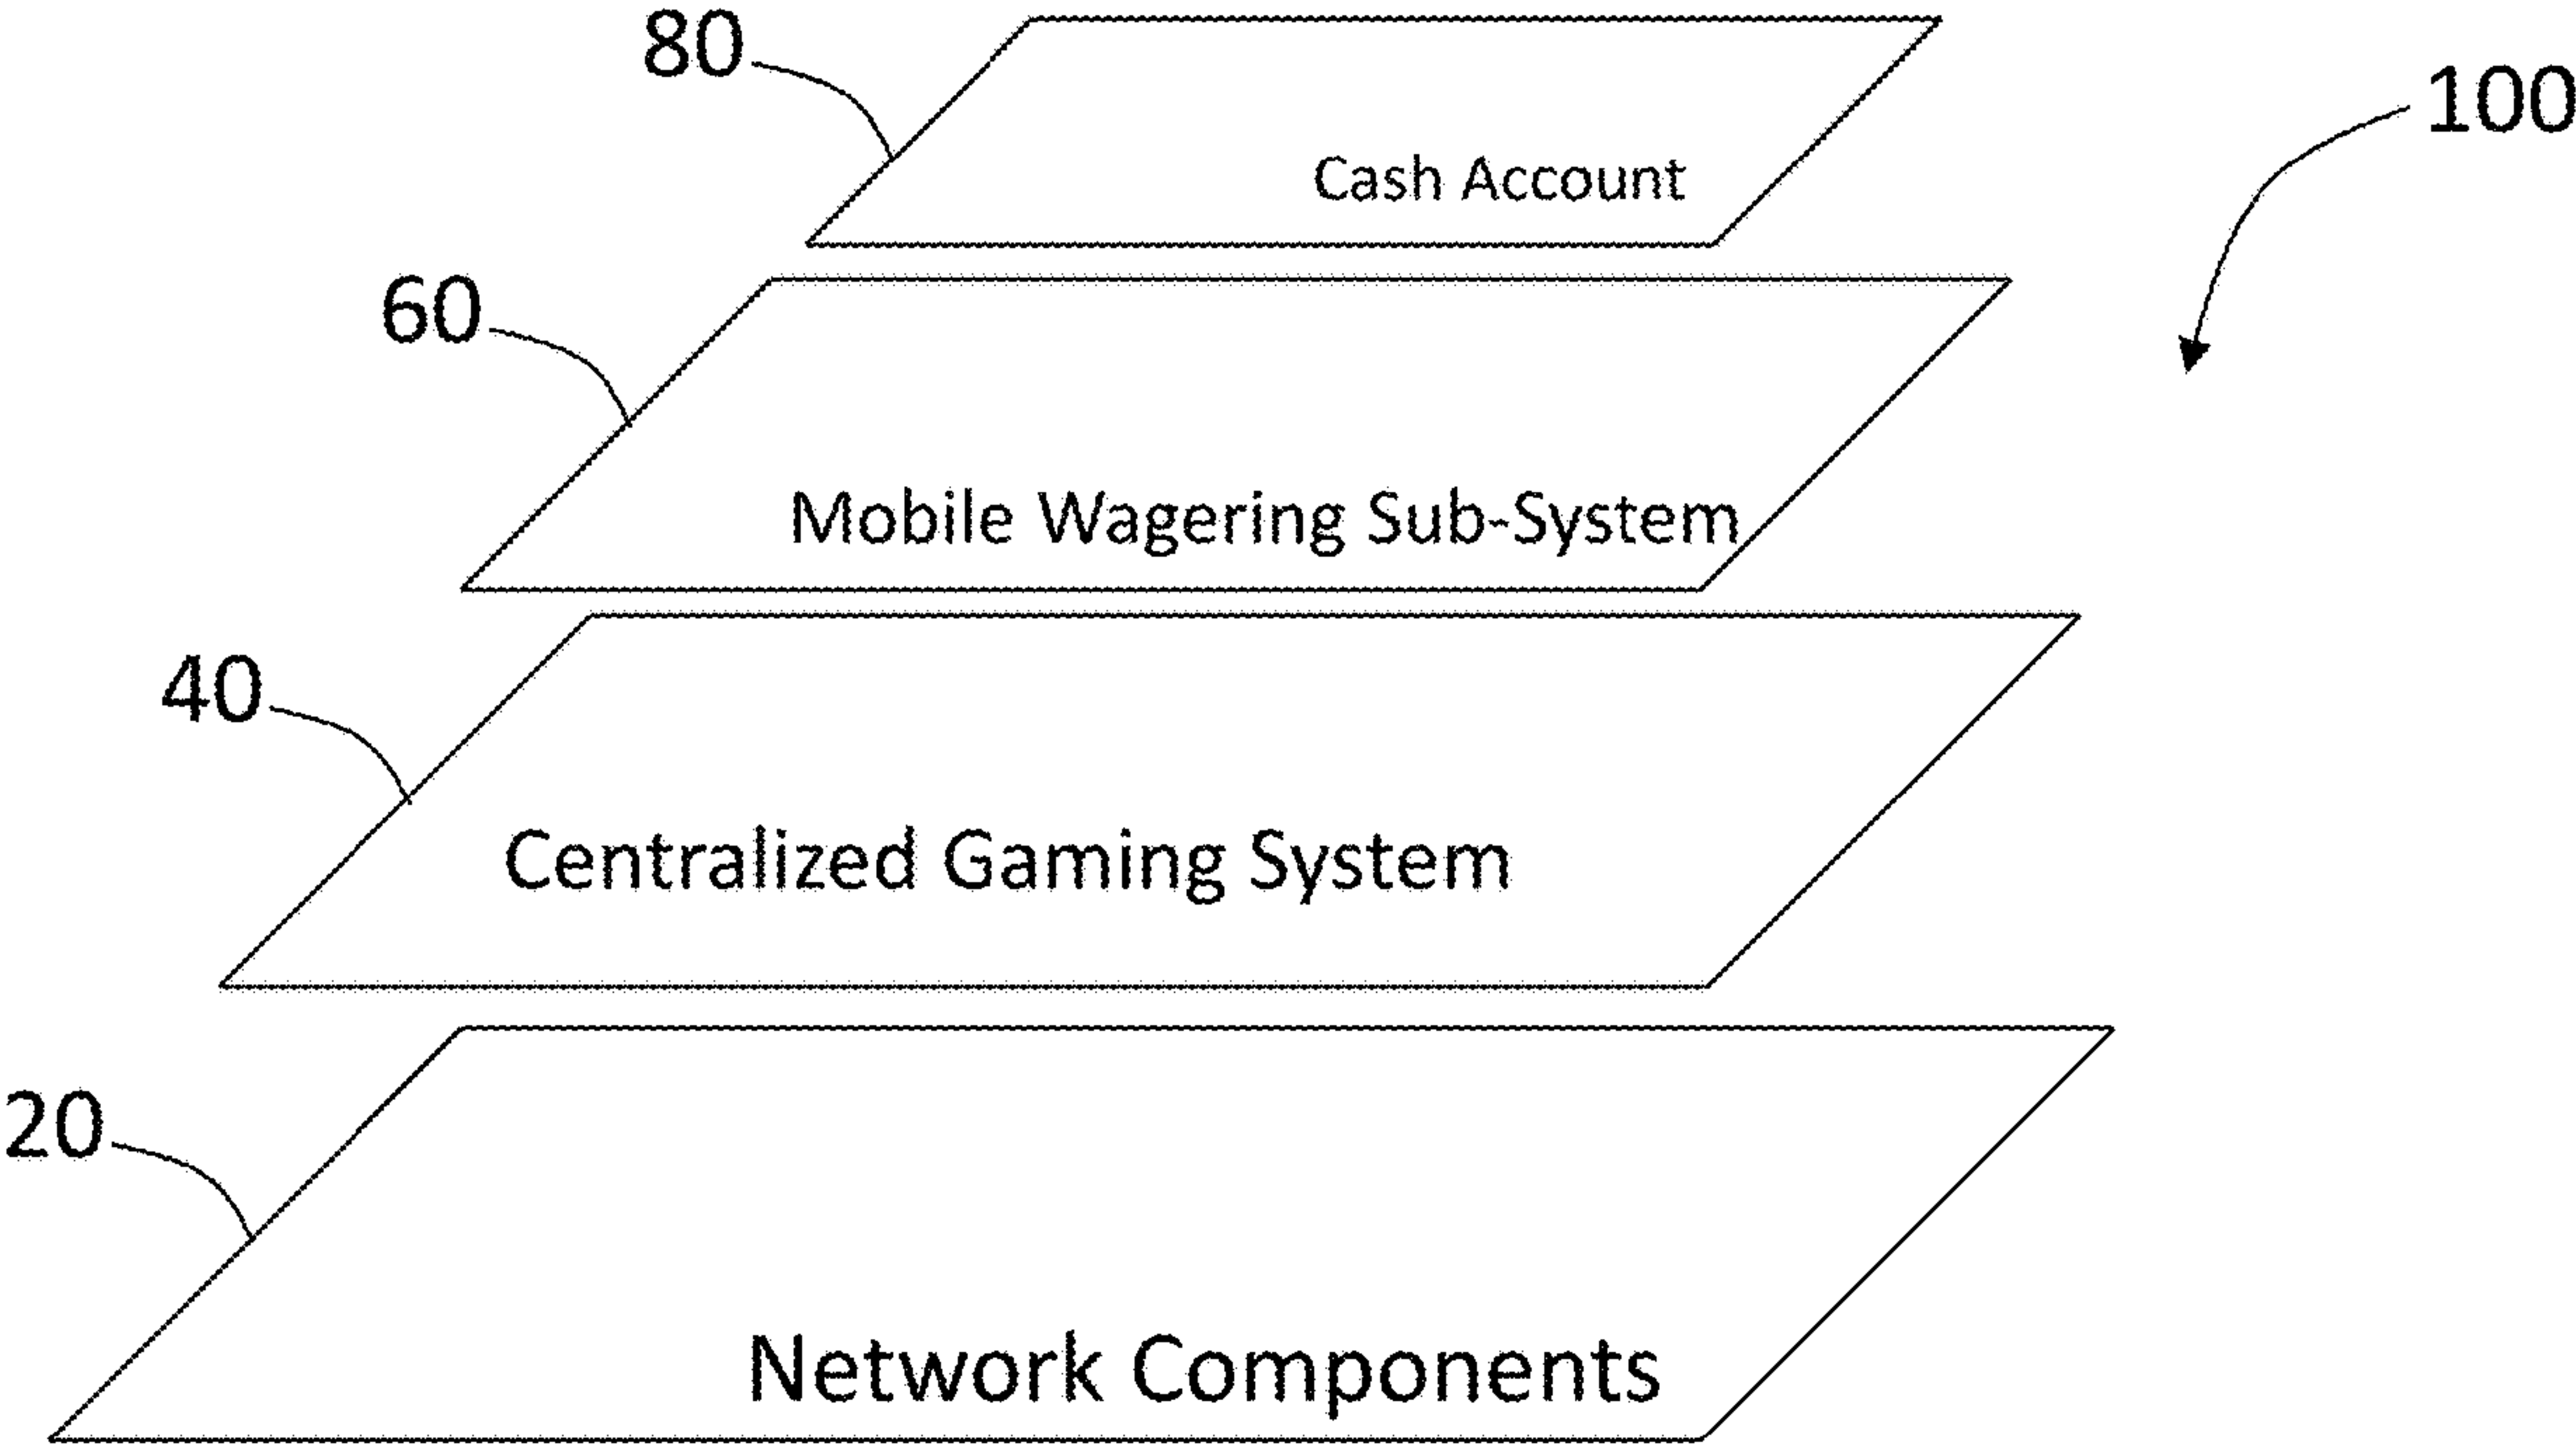 80
100
Cash Account
60
Mobile Wagering Sub-System
40
Centralized Gaming System
20
Network Components